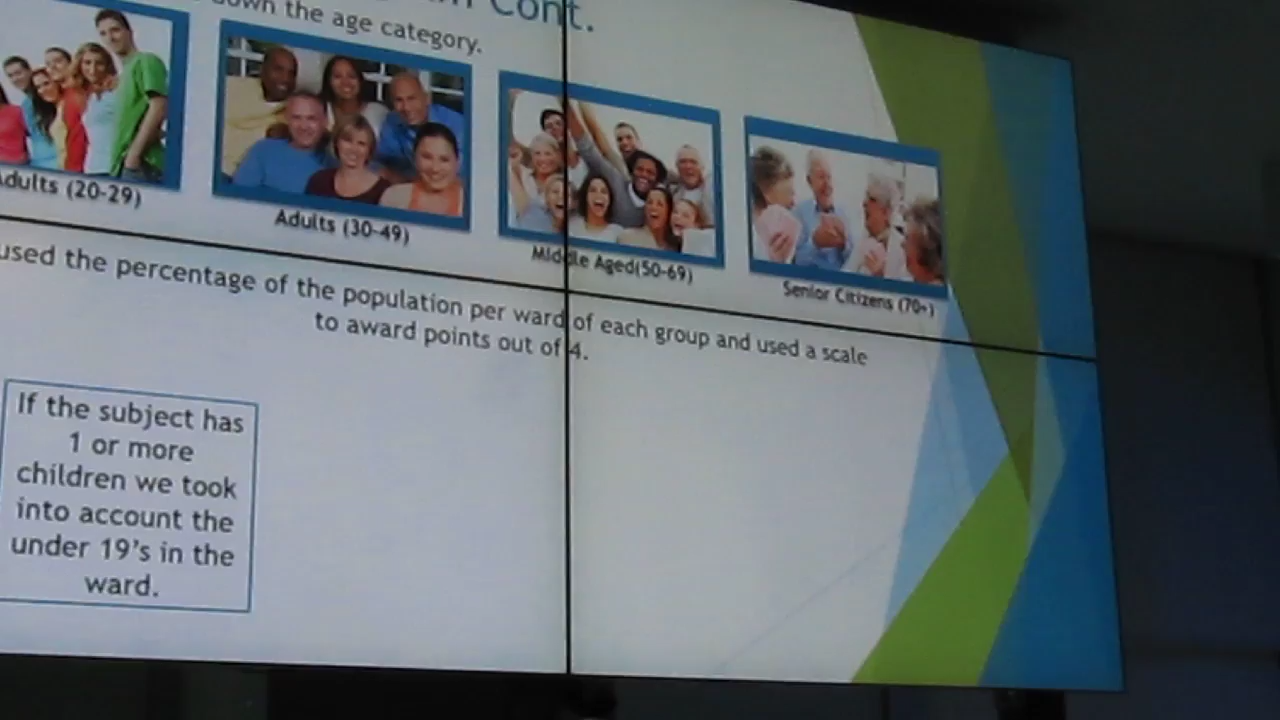 Cont.
down the age category.
Adults (20-29)
Adults (30-49)
Middle Aged(50-69)
Senior Citizens (70+)
used the percentage of the population per ward of each group and used a scale
to award points out of 4.
If the subject has
1 or more
children we took
into account the
under 19's in the
ward.